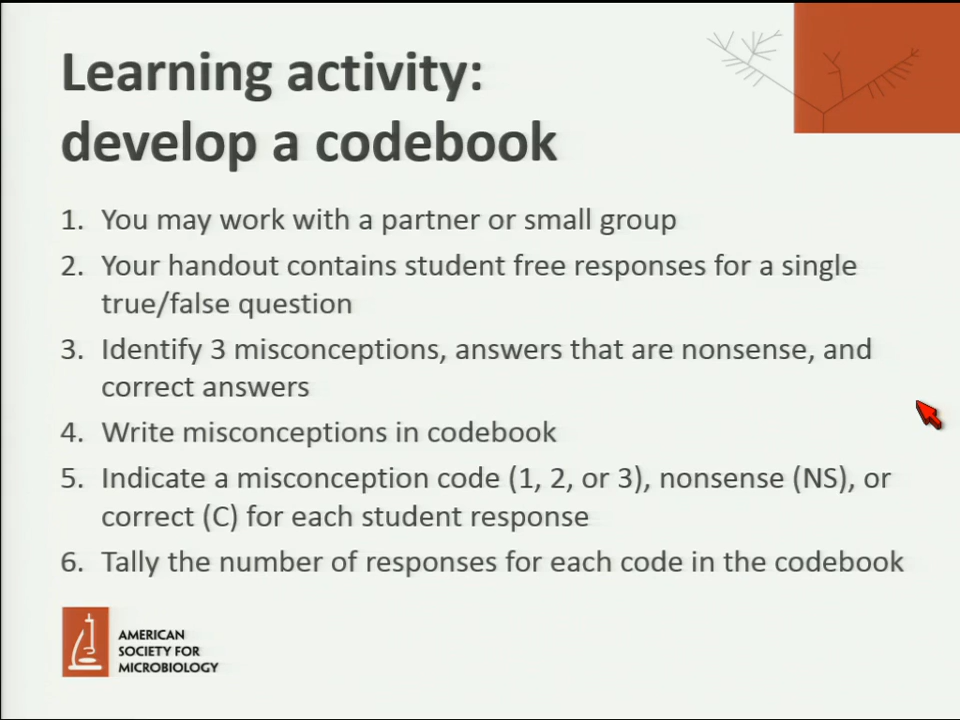 Learning activity:
develop a codebook
1. You may work with a partner or small group
2. Your handout contains student free responses for a single
true/false question
3. Identify 3 misconceptions, answers that are nonsense, and
correct answers
4. Write misconceptions in codebook
5. Indicate a misconception code (1, 2, or 3), nonsense (NS), or
correct (C) for each student response
6. Tally the number of responses for each code in the codebook
AMERICAN
SOCIETY FOR
MICROBIOLOGY